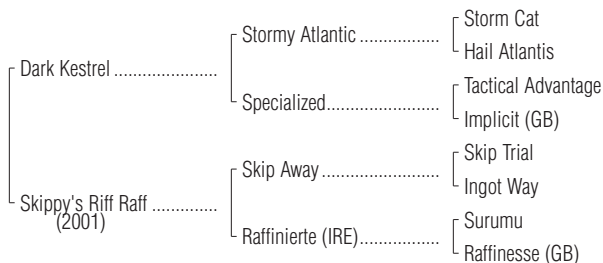 Storm Cat
Stormy Atlantic ..................
Hail Atlantis
Dark Kestrel .......................
Tactical Advantage
Specialized.........................
Implicit (GB)
Skip Trial
Skip Away ..........................
Ingot Way
Skippy's Riff Raff ..............
(2001)
Surumu
Raffinierte (IRE)..................
Raffinesse (GB)